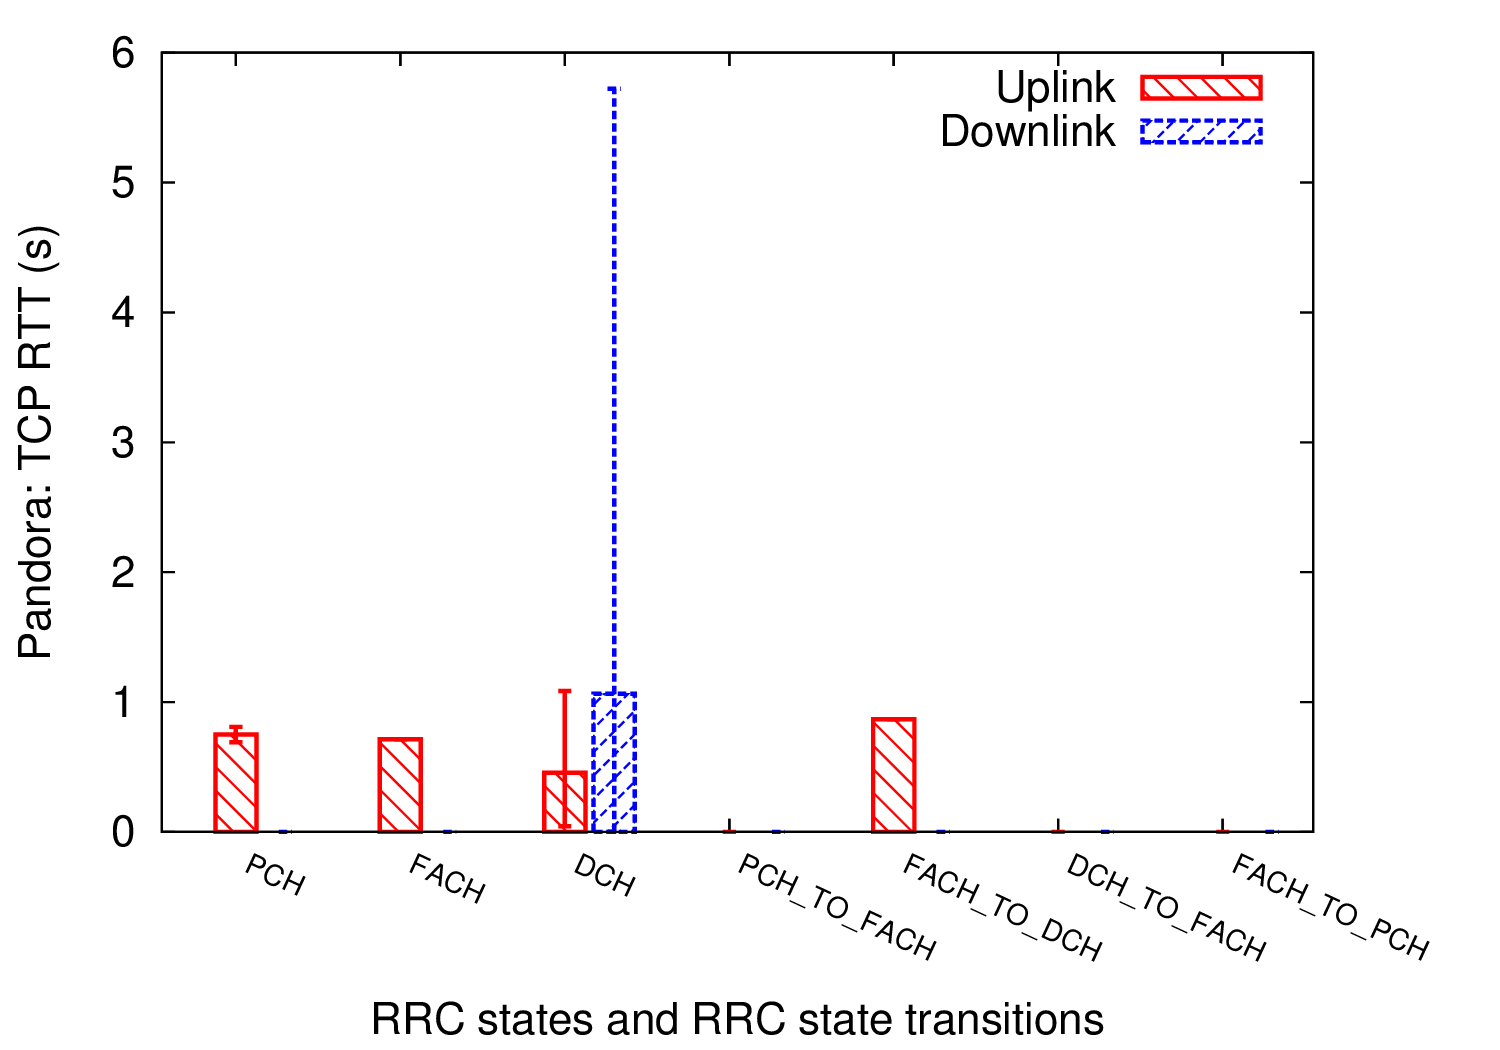 Pandora: TCP RTT (s)
6
5
4
3
2
1
0
Uplink
Downlink
PCH
FACH
DCH
PCH_TO_FACH
FACH_TO_DCH
DCH_TO_FACH
FACH_TO_PCH
RRC states and RRC state transitions